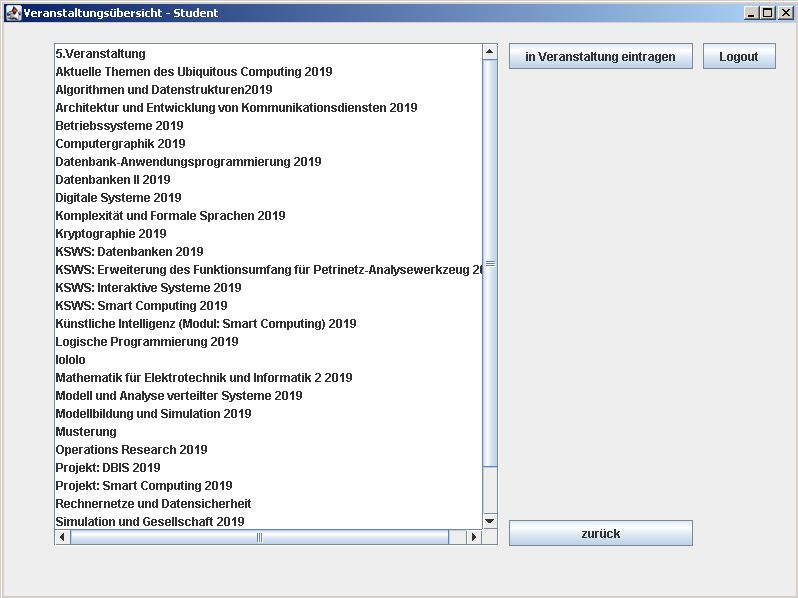 Veranstaltungsübersicht - Student
5.Veranstaltung
Aktuelle Themen des Ubiquitous Computing 2019
Algorithmen und Datenstrukturen2019
Architektur und Entwicklung von Kommunikationsdiensten 2019
Betriebssysteme 2019
Computergraphik 2019
Datenbank-Anwendungsprogrammierung 2019
Datenbanken II 2019
Digitale Systeme 2019
Komplexität und Formale Sprachen 2019
Kryptographie 2019
KSWS: Datenbanken 2019
KSWS: Erweiterung des Funktionsumfang für Petrinetz-Analysewerkzeug
KSWS: Interaktive Systeme 2019
KSWS: Smart Computing 2019
Künstliche Intelligenz (Modul: Smart Computing) 2019
Logische Programmierung 2019
lololo
Mathematik für Elektrotechnik und Informatik 2 2019
Modell und Analyse verteilter Systeme 2019
Modellbildung und Simulation 2019
Musterung
Operations Research 2019
Projekt: DBIS 2019
Projekt: Smart Computing 2019
Rechnernetze und Datensicherheit
Simulation und Gesellschaft 2019
in Veranstaltung eintragen
Logout
zurück